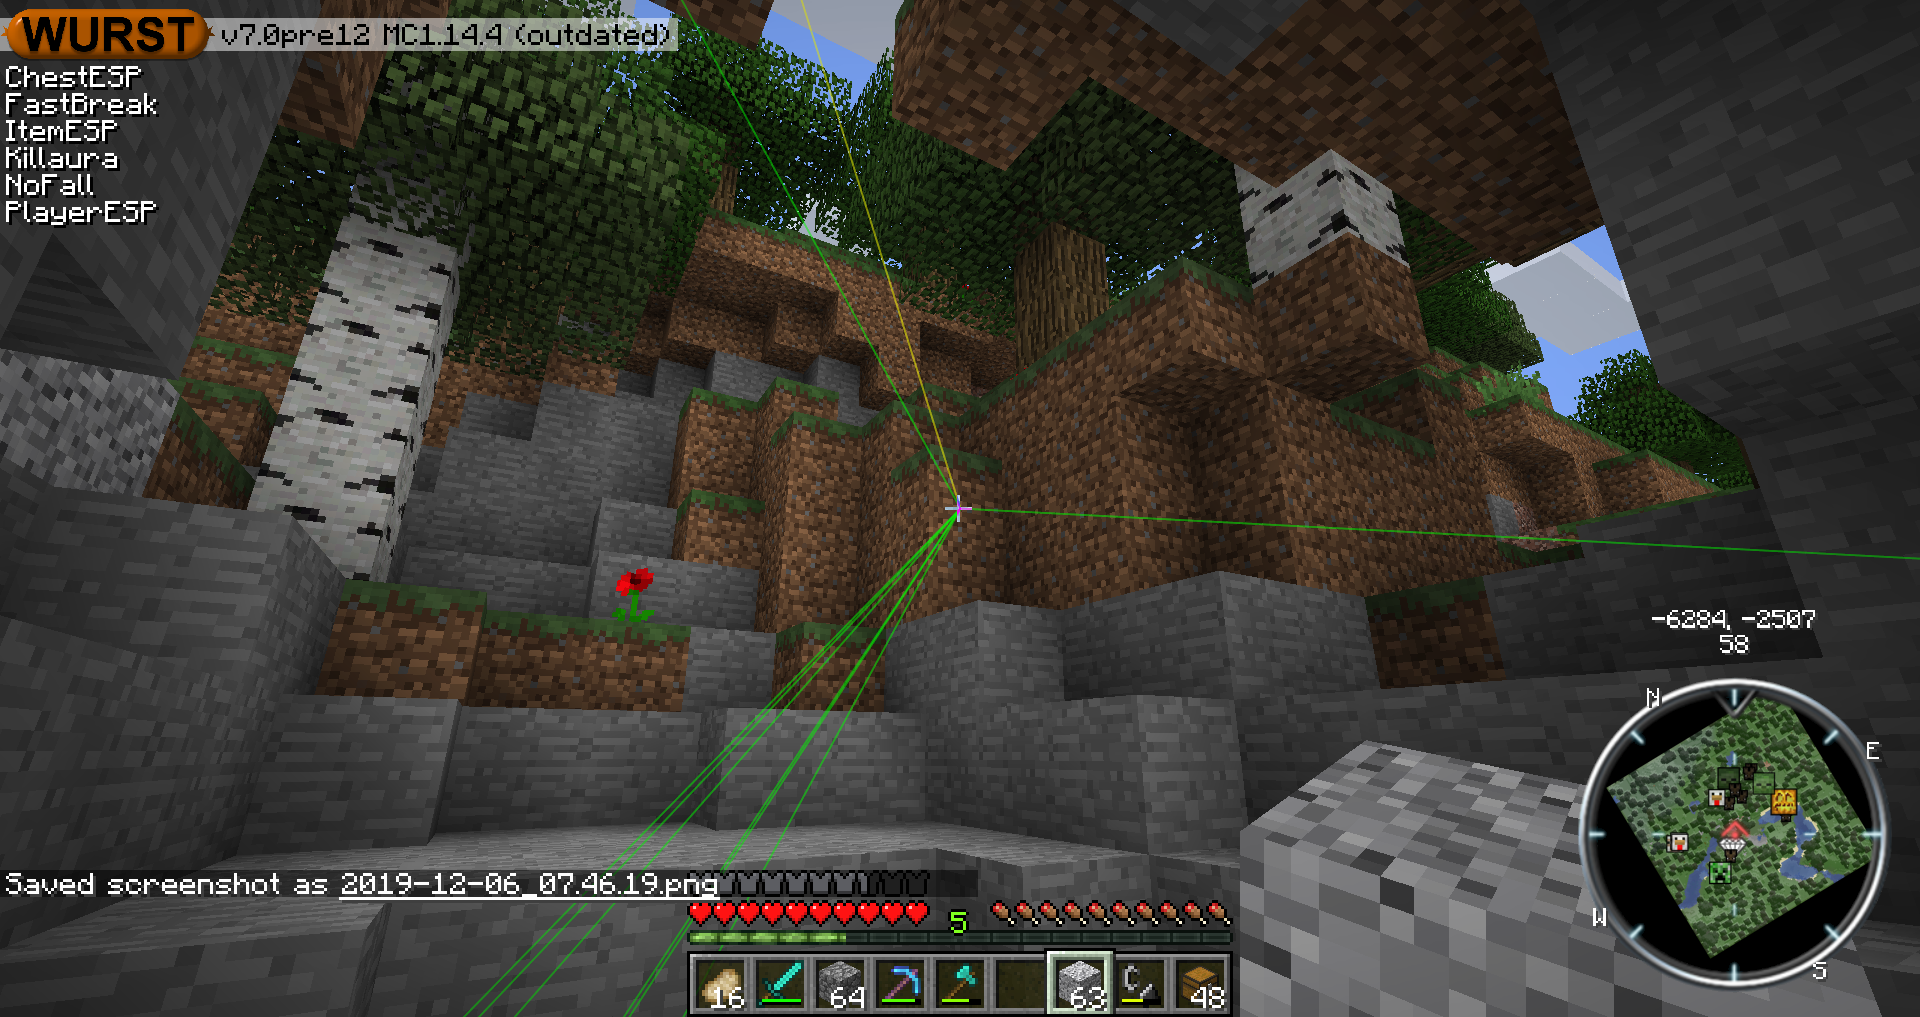 WURST v7.0pre12 MC1.14.4 (outdated)
ChestESP
FastBreak
ItemESP
Killaura
NoFall
PlayerESP
-6284, -2507
58
N
E
W
S
Saved screenshot as 2019-12-06_07.46.19.png
5
16 64 63 48